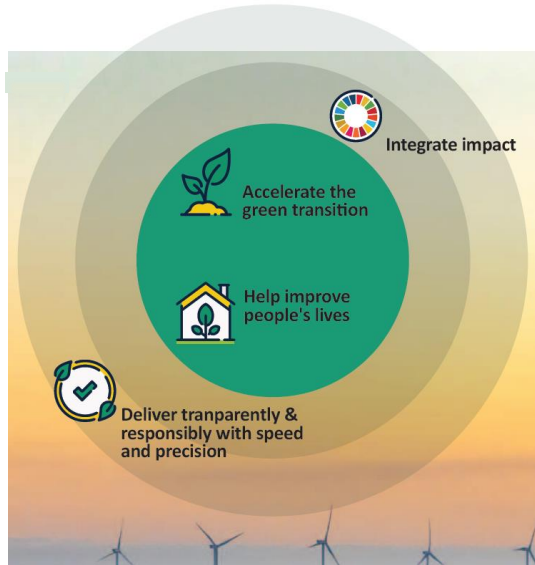 Integrate impact
Accelerate the
green transition
Help improve
people's lives
Deliver tranparently &
responsibly with speed
and precision